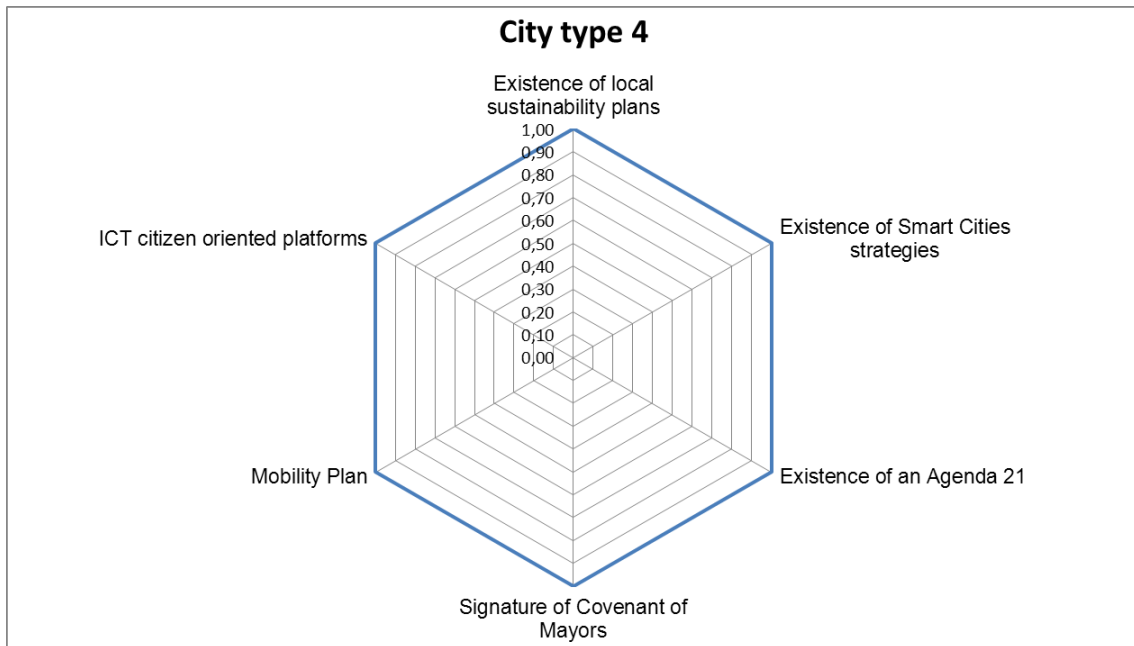 City type 4
Existence of local
sustainability plans
1,00
0,90
0,80
0,70
0,60
0,50
0,40
0,30
0,20
0,10
0,00
Existence of Smart Cities
strategies
Existence of an Agenda 21
Signature of Covenant of
Mayors
Mobility Plan
ICT citizen oriented platforms